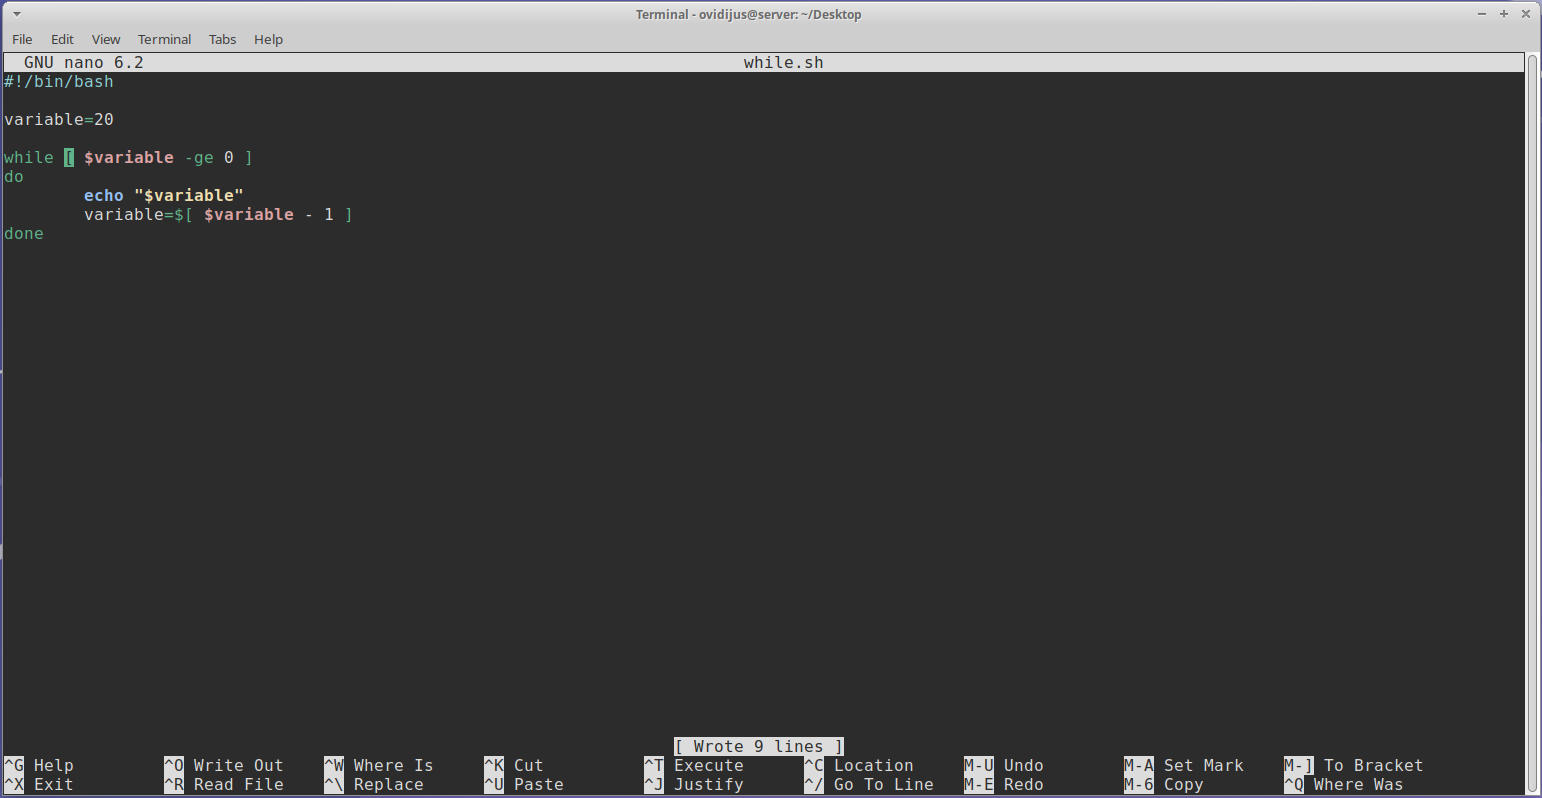 Terminal - ovidijus@server: ~/Desktop
File Edit View Terminal Tabs Help
GNU nano 6.2 while.sh
#!/bin/bash
variable=20
while [ $variable -ge 0 ]
do
echo "$variable"
variable=$[ $variable - 1 ]
done
[ Wrote 9 lines ]
^G Help ^O Write Out ^W Where Is ^K Cut ^T Execute ^C Location M-U Undo M-A Set Mark M-] To Bracket
^X Exit ^R Read File ^\ Replace ^U Paste ^J Justify ^/ Go To Line M-E Redo M-6 Copy ^Q Where Was